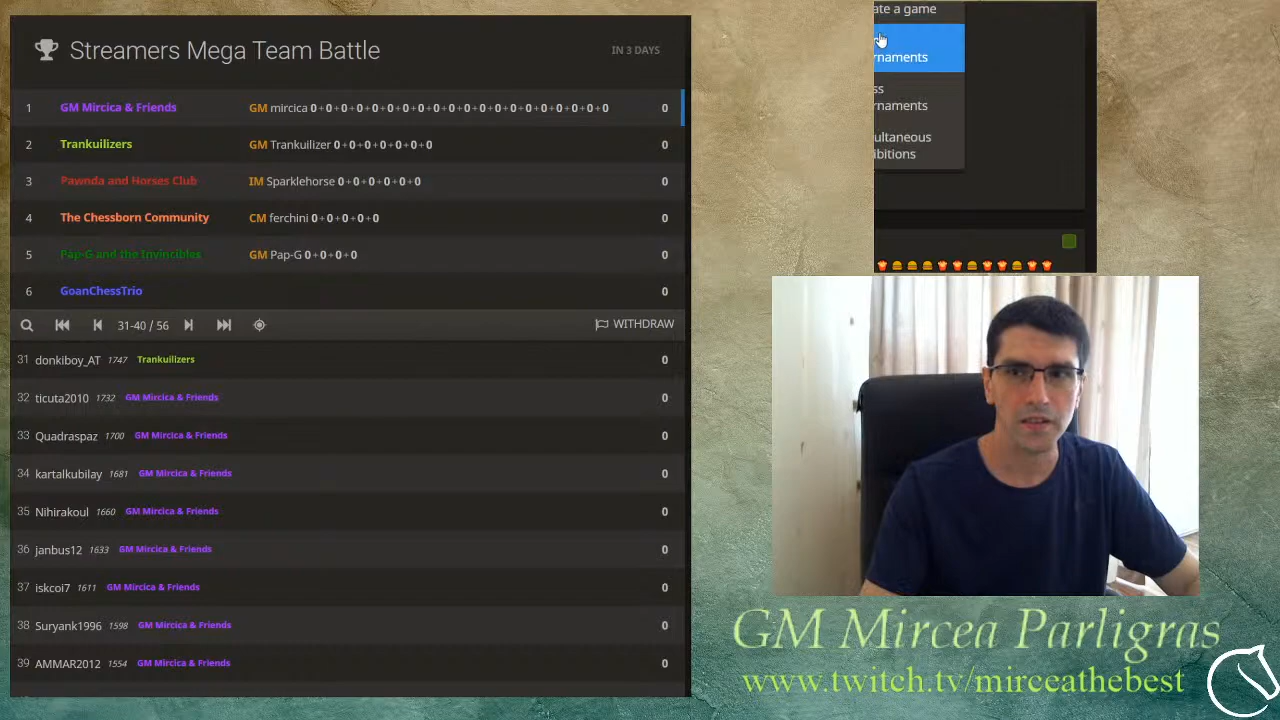 Streamers Mega Team Battle
IN 3 DAYS
1 GM Mircica & Friends GM mircica 0+0+0+0+0+0+0+0+0+0+0+0+0+0+0+0+0+0+0+0 0
2 Trankuilizers GM Trankuilizer 0+0+0+0+0+0+0 0
3 Pawnda and Horses Club IM Sparklehorse 0+0+0+0+0+0 0
4 The Chessborn Community CM ferchini 0+0+0+0+0 0
5 Pap-G and the Invincibles GM Pap-G 0+0+0+0 0
6 GoanChessTrio 0
31-40 / 56 WITHDRAW
31 donkiboy_AT 1747 Trankuilizers 0
32 ticuta2010 1732 GM Mircica & Friends 0
33 Quadraspaz 1700 GM Mircica & Friends 0
34 kartalkubilay 1681 GM Mircica & Friends 0
35 Nihirakoul 1660 GM Mircica & Friends 0
36 janbus12 1633 GM Mircica & Friends 0
37 iskcoi7 1611 GM Mircica & Friends 0
38 Suryank1996 1598 GM Mircica & Friends 0
39 AMMAR2012 1554 GM Mircica & Friends 0
ate a game
rnaments
ss
rnaments
ultaneous
ibitions
GM Mircea Parligras
www.twitch.tv/mirceathebest